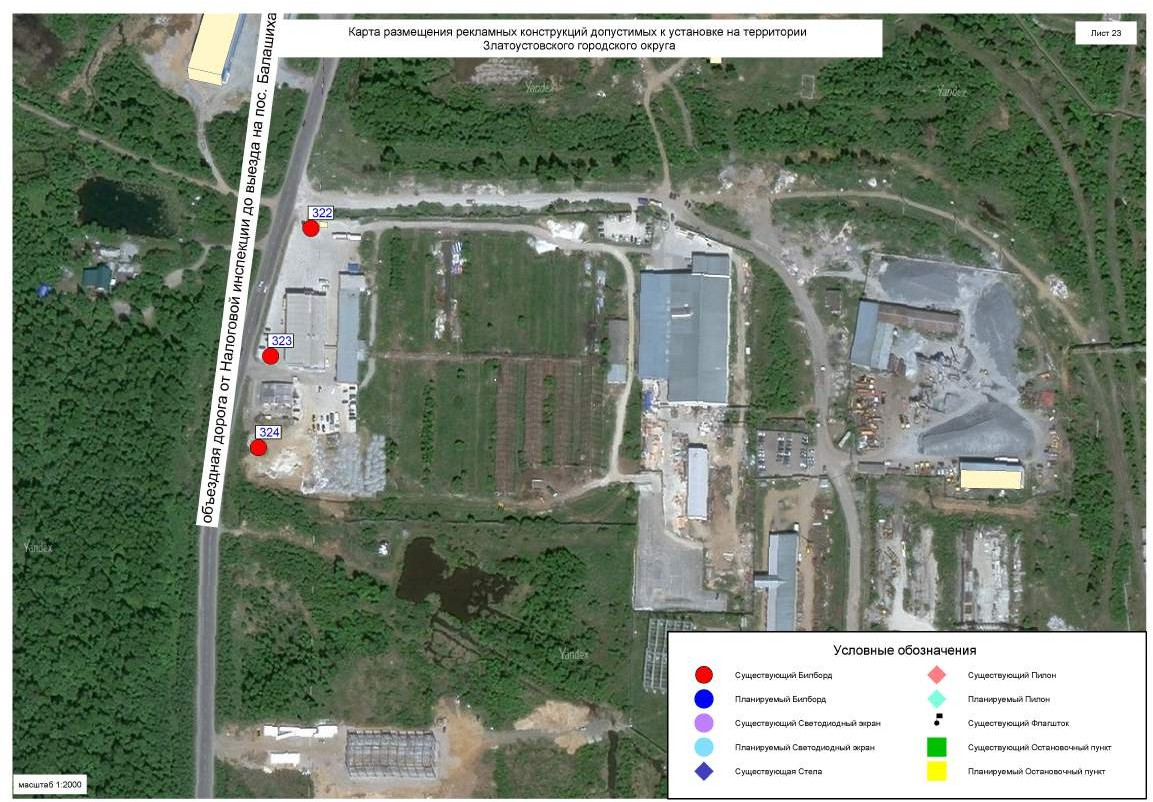 Карта размещения рекламных конструкций допустимых к установке на территории
Златоустовского городского округа
Лист 23
объездная дорога от Налоговой инспекции до выезда на пос. Балашиха
Yandex
Yandex
322
323
324
Yandex
Yandex
Условные обозначения
Существующий Билборд
Планируемый Билборд
Существующий Светодиодный экран
Планируемый Светодиодный экран
Существующая Стела
Существующий Пилон
Планируемый Пилон
Существующий Флагшток
Существующий Остановочный пункт
Планируемый Остановочный пункт
масштаб 1:2000